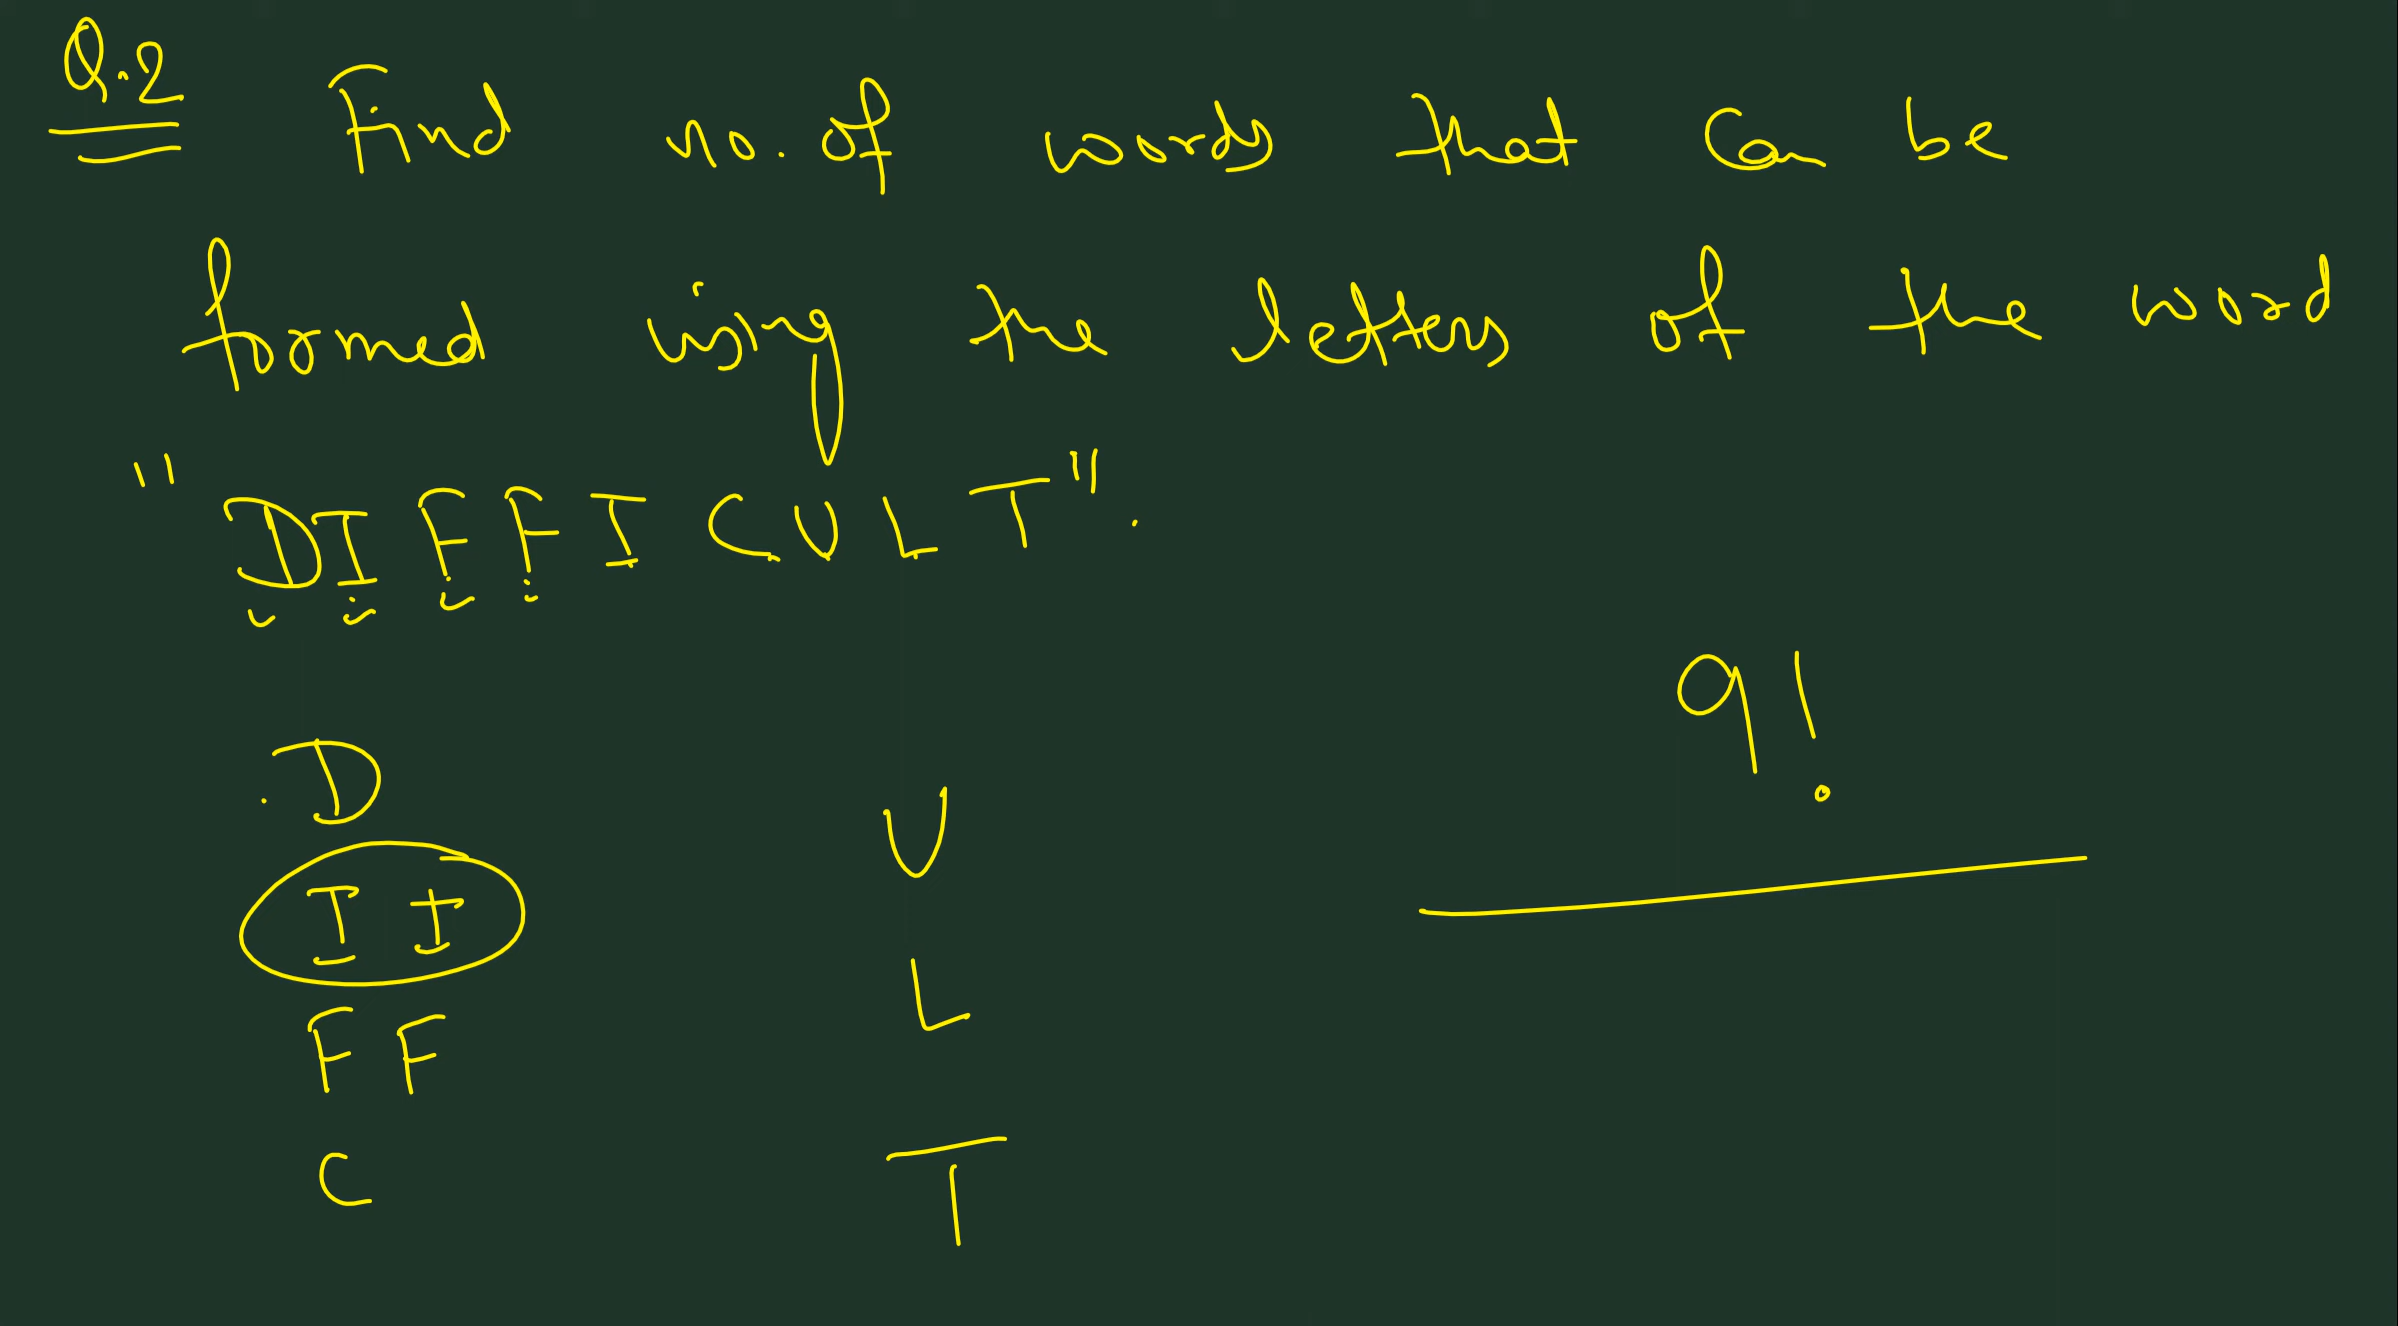 Q.2 Find no. of words that can be
formed using the letters of the word
"DIFFICULT".
D
I I
F F
C
U
L
T
9!